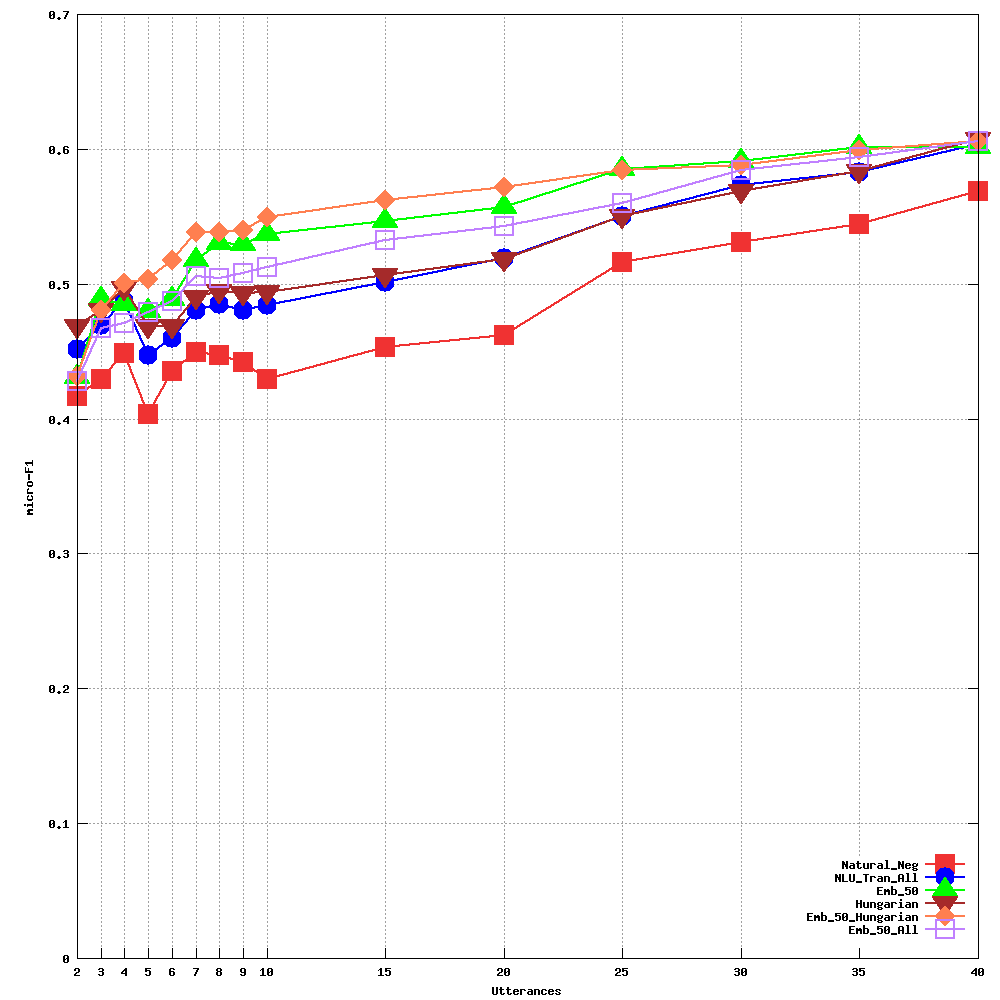 0.7
0.6
0.5
0.4
0.3
0.2
0.1
0
micro-F1
2 3 4 5 6 7 8 9 10 15 20 25 30 35 40
Utterances
Natural_Neg
NLU_Tran_All
Emb_50
Hungarian
Emb_50_Hungarian
Emb_50_All